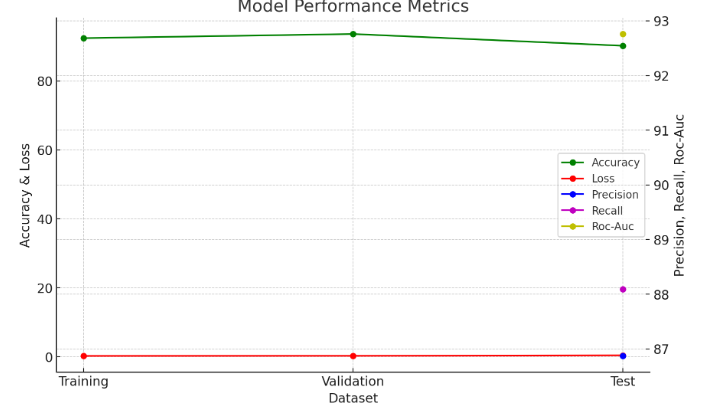 Model Performance Metrics
93
92
91
90
89
88
87
80
60
40
20
0
Accuracy & Loss
Precision, Recall, Roc-Auc
Accuracy
Loss
Precision
Recall
Roc-Auc
Training
Validation
Test
Dataset